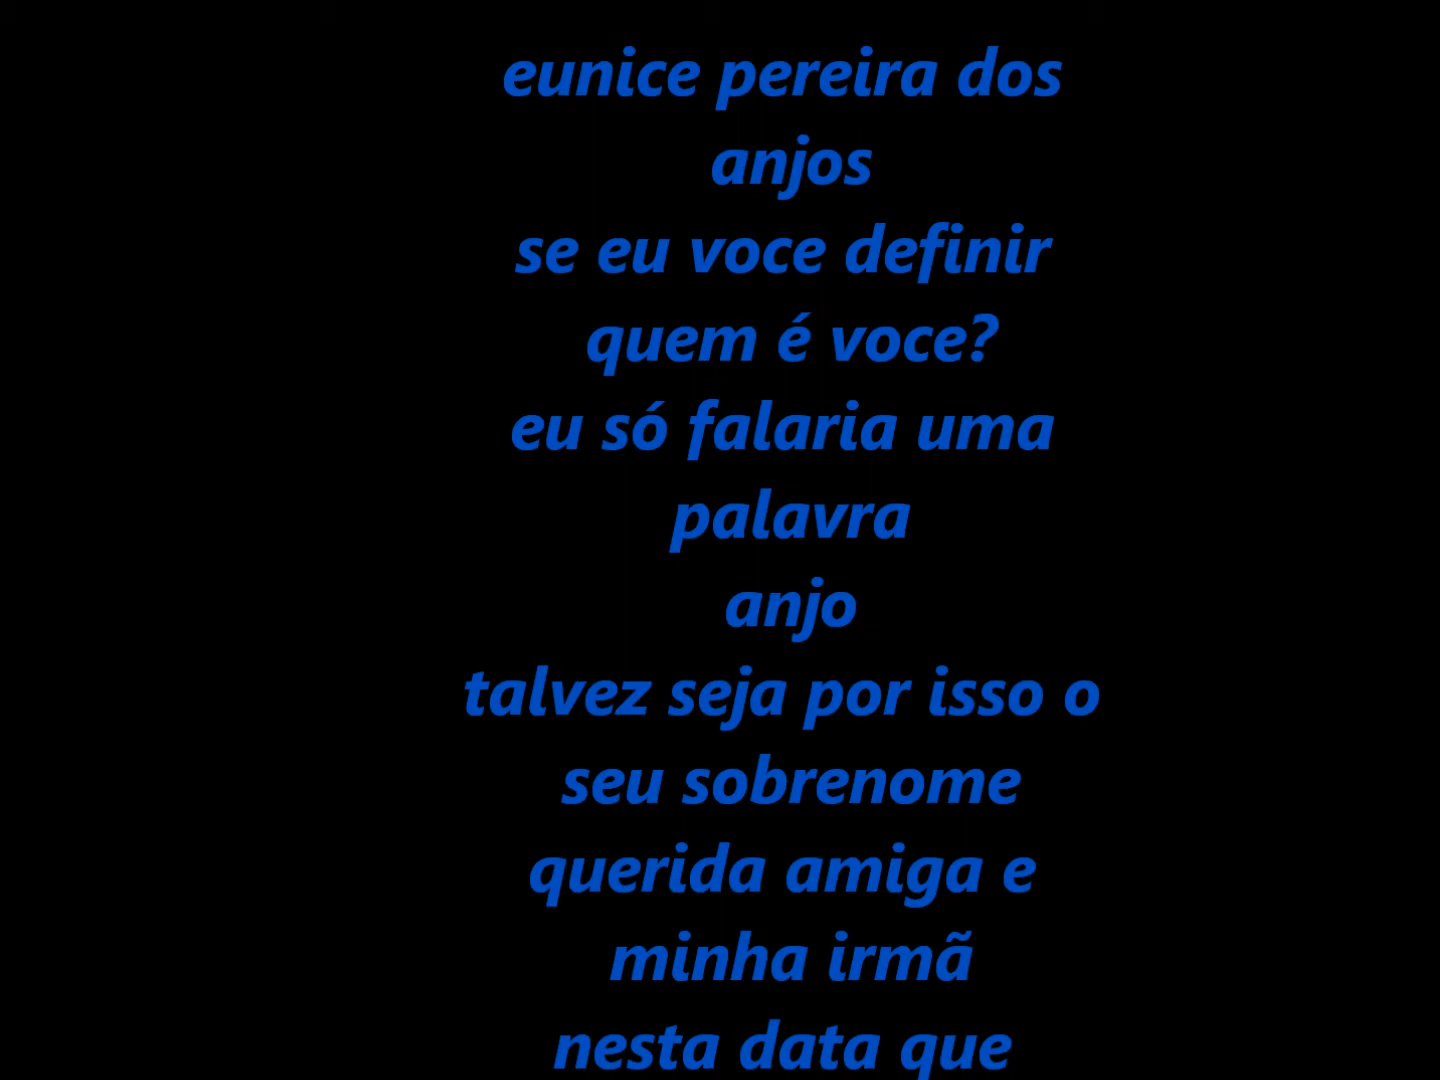 eunice pereira dos
anjos
se eu voce definir
quem é voce?
eu só falaria uma
palavra
anjo
talvez seja por isso o
seu sobrenome
querida amiga e
minha irmã
nesta data que